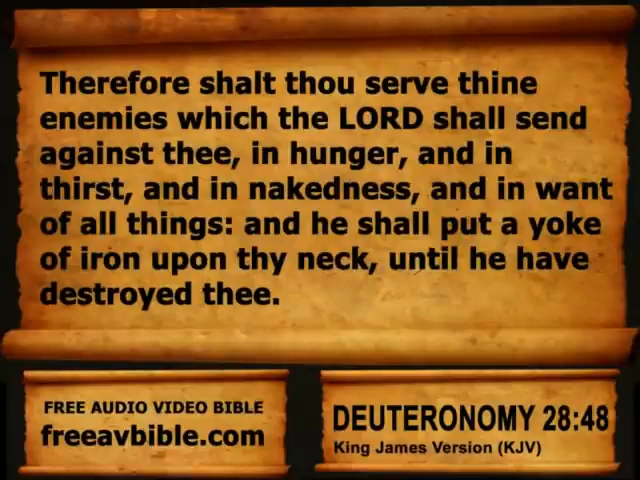 Therefore shalt thou serve thine
enemies which the LORD shall send
against thee, in hunger, and in
thirst, and in nakedness, and in want
of all things: and he shall put a yoke
of iron upon thy neck, until he have
destroyed thee.
FREE AUDIO VIDEO BIBLE
freeavbible.com
DEUTERONOMY 28:48
King James Version (KJV)